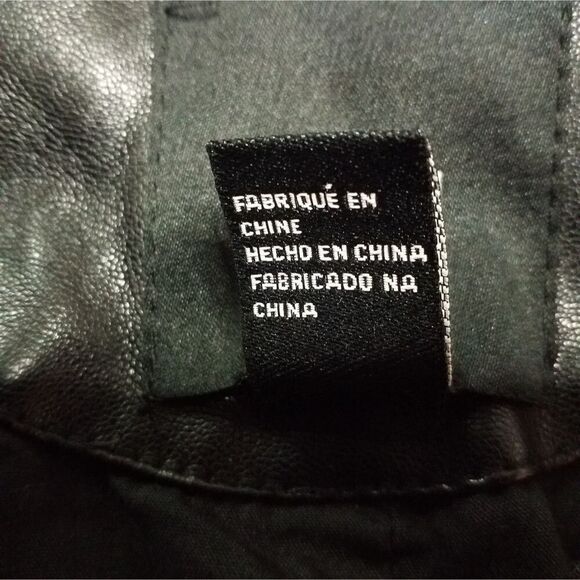 FABRIQUÉ EN
CHINE
HECHO EN CHINA
FABRICADO NA
CHINA